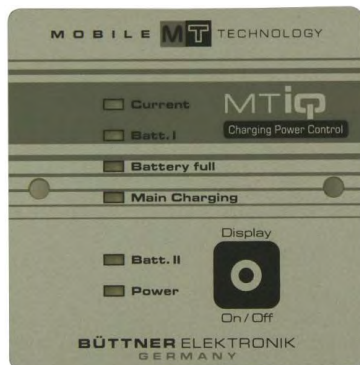 MOBILE MT TECHNOLOGY
Current
MTiQ
Batt. I
Charging Power Control
Battery full
Main Charging
Display
Batt. II
Power
On / Off
BÜTTNER ELEKTRONIK
GERMANY